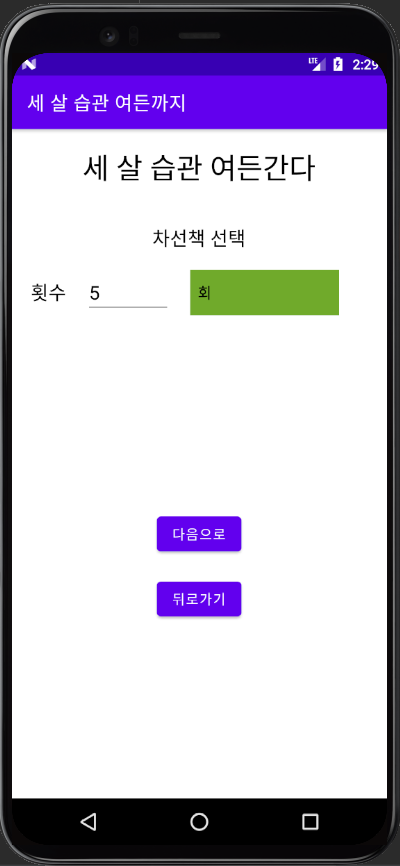 LTE 2:29
세 살 습관 여든까지
세 살 습관 여든간다
차선책 선택
횟수 5 회
다음으로
뒤로가기